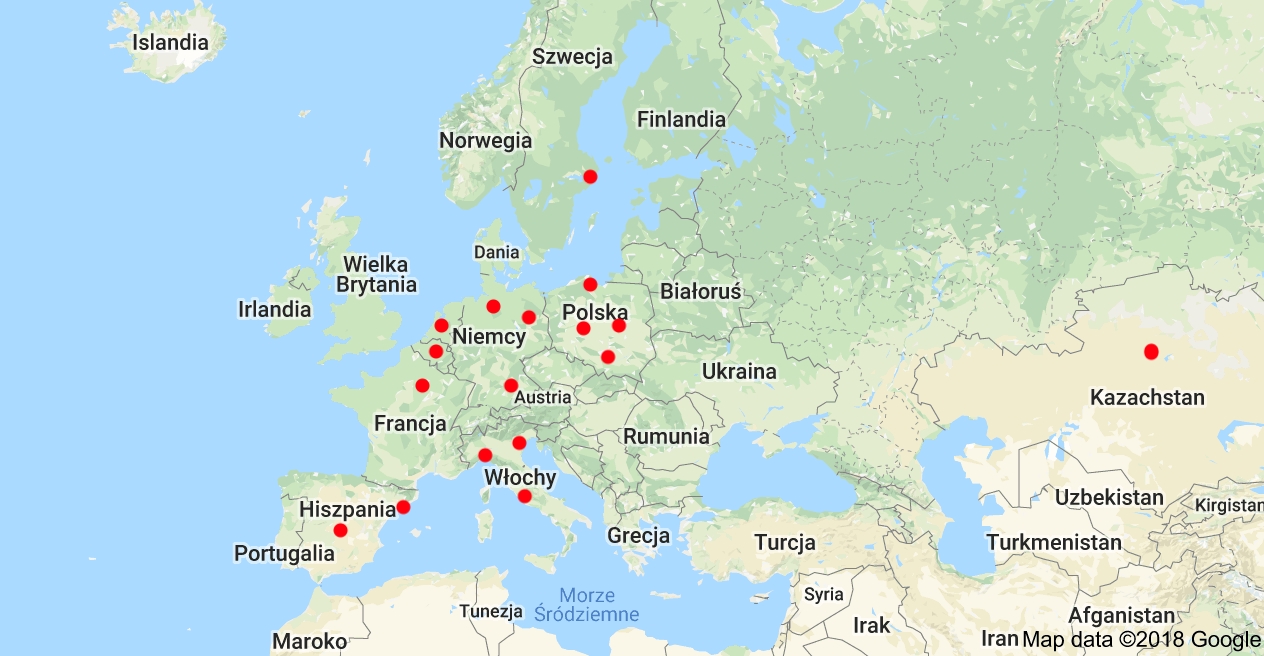 Islandia
Szwecja
Finlandia
Norwegia
Dania
Wielka
Brytania
Irlandia
Białoruś
Polska
Niemcy
Ukraina
Kazachstan
Austria
Francja
Rumunia
Włochy
Uzbekistan
Kirgistan
Hiszpania
Grecja
Turcja
Turkmenistan
Portugalia
Syria
Morze
Śródziemne
Tunezja
Afganistan
Irak
Maroko
Iran
Map data ©2018 Google